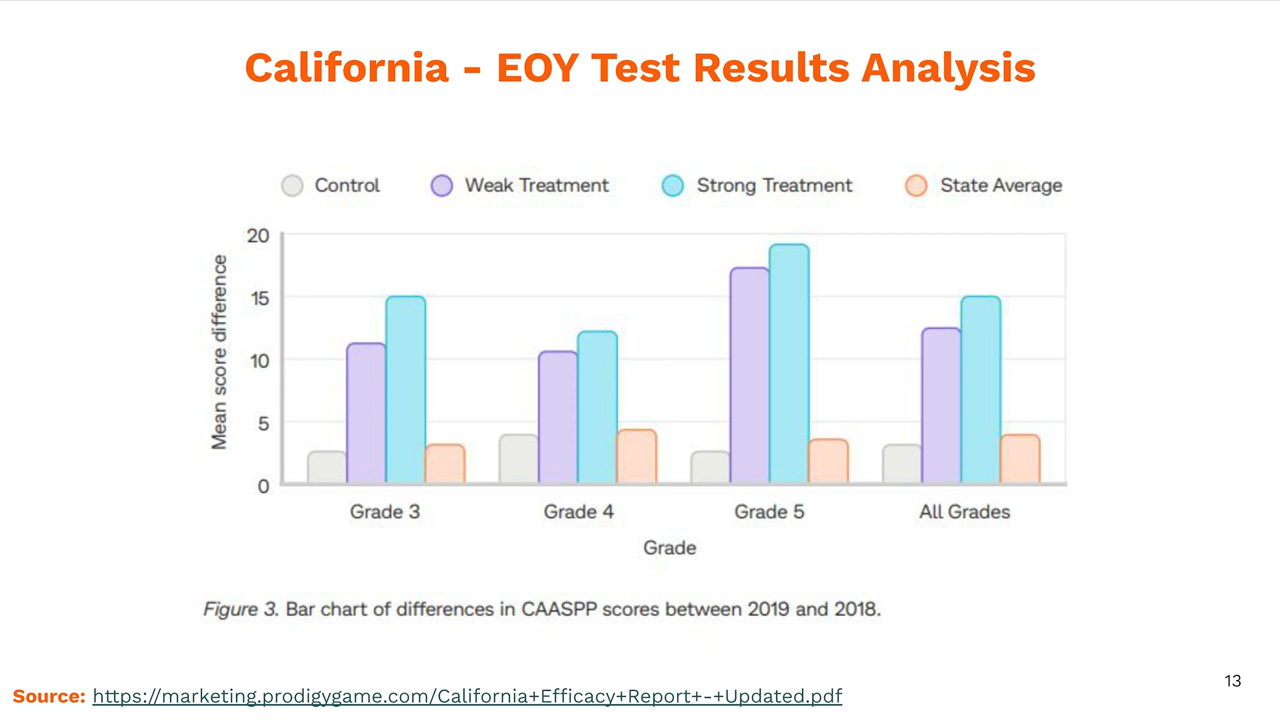 California - EOY Test Results Analysis
Control Weak Treatment Strong Treatment State Average
Mean score difference
20
15
10
5
0
Grade 3 Grade 4 Grade 5 All Grades
Grade
Figure 3. Bar chart of differences in CAASPP scores between 2019 and 2018.
13
Source: https://marketing.prodigygame.com/California+Efficacy+Report+-+Updated.pdf